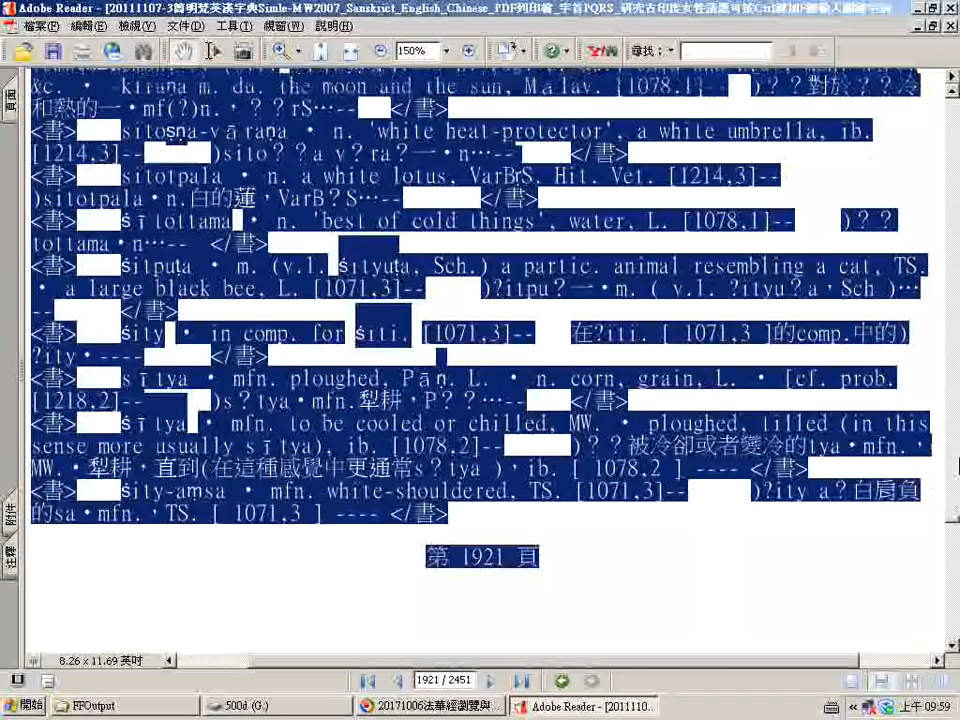 Adobe Reader - [20111107-3簡明梵英漢字典Simle-MW2007_Sanskrit_English_Chinese_PDF列印檔_字首PQRS_研究古印度女性議題可按Ctrl
檔案(F) 編輯(E) 檢視(V) 文件(D) 工具(T) 視窗(W) 說明(H)
150% 尋找：
頁面
&c. • kiraṇa m. du. the moon and the sun, Mālav. [1078,1] )？？對於？？冷
和熱的一・mf(?)n. ，？？rS…-- </書>
<書> sitoṣṇa-vāraṇa • n. 'white heat-protector', a white umbrella, ib.
[1214,3]-- )sito？？a v？ra？一・n…-- </書>
<書> sitotpala • n. a white lotus, VarBṛS. Hit. Vet. [1214,3]--
)sitotpala・n.白的蓮，VarB？S…-- </書>
<書> śītottama • n. 'best of cold things', water, L. [1078,1]-- )？？
tottama・n…-- </書>
<書> śitpuṭa • m. (v.l. śityuṭa, Sch.) a partic. animal resembling a cat, TS.
• a large black bee, L. [1071,3]-- )?itpu？一・m. ( v.l. ?ityu？a，Sch )…
-- </書>
<書> śity • in comp. for śiti. [1071,3]-- 在?iti. [ 1071,3 ]的comp.中的)
?ity・---- </書>
<書> sītya • mfn. ploughed, Pāṇ. L. • n. corn, grain, L. • [cf. prob.
[1218,2]-- )s？tya・mfn.犁耕，P？？…-- </書>
<書> śītya • mfn. to be cooled or chilled, MW. • ploughed, tilled (in this
sense more usually sītya), ib. [1078,2]-- )？？被冷卻或者變冷的tya・mfn.，
MW.・犁耕，直到(在這種感覺中更通常s？tya )，ib. [ 1078,2 ] ---- </書>
<書> śity-aṃsa • mfn. white-shouldered, TS. [1071,3]-- )?ity a？白肩負
的sa・mfn.，TS. [ 1071,3 ] ---- </書>
第 1921 頁
附件
注釋
8.26 x 11.69 英吋
1921 / 2451
開始 FFOutput 500d (G:) 20171006法華經瀏覽與... Adobe Reader - [2011110... 上午 09:59